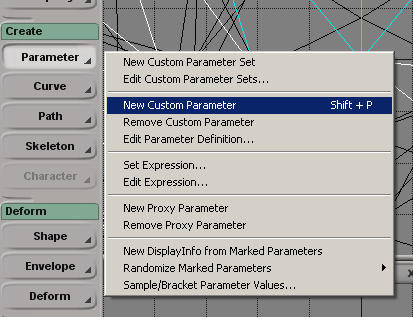 Create
Parameter
Curve
Path
Skeleton
Character
Deform
Shape
Envelope
Deform
New Custom Parameter Set
Edit Custom Parameter Sets...
New Custom Parameter Shift + P
Remove Custom Parameter
Edit Parameter Definition...
Set Expression...
Edit Expression...
New Proxy Parameter
Remove Proxy Parameter
New DisplayInfo from Marked Parameters
Randomize Marked Parameters
Sample/Bracket Parameter Values...